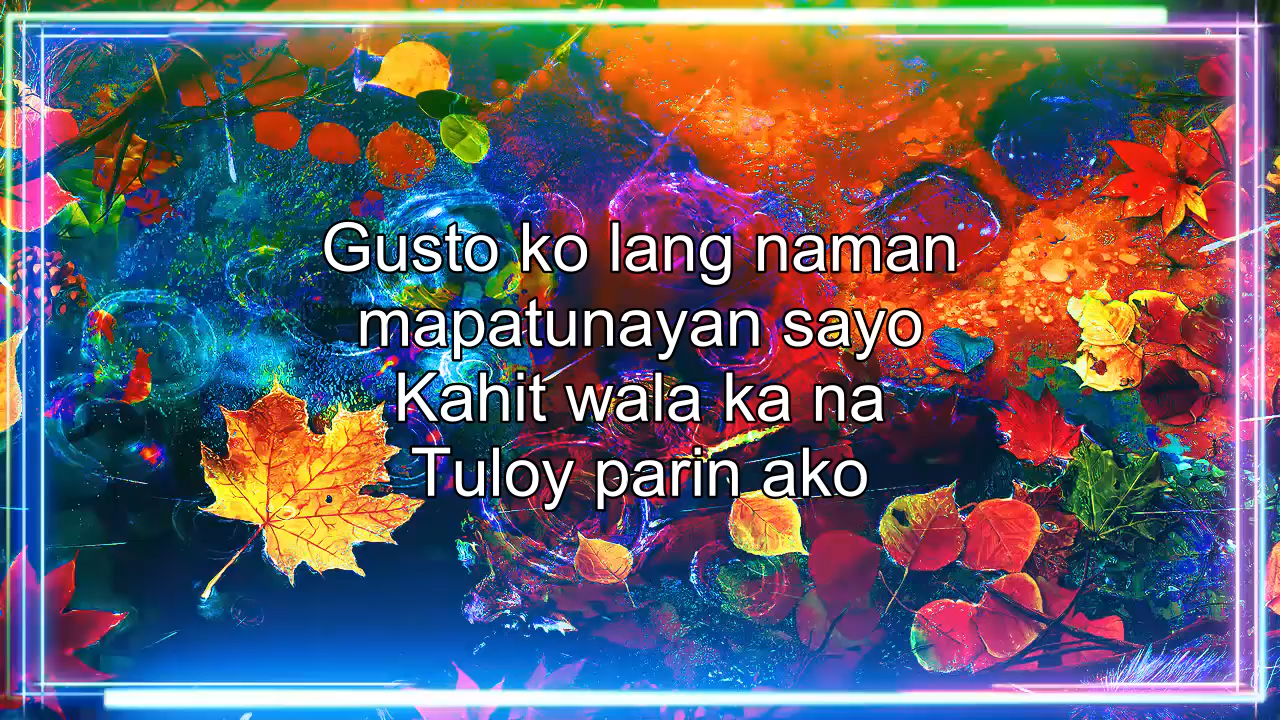 Gusto ko lang naman
mapatunayan sayo
Kahit wala ka na
Tuloy parin ako